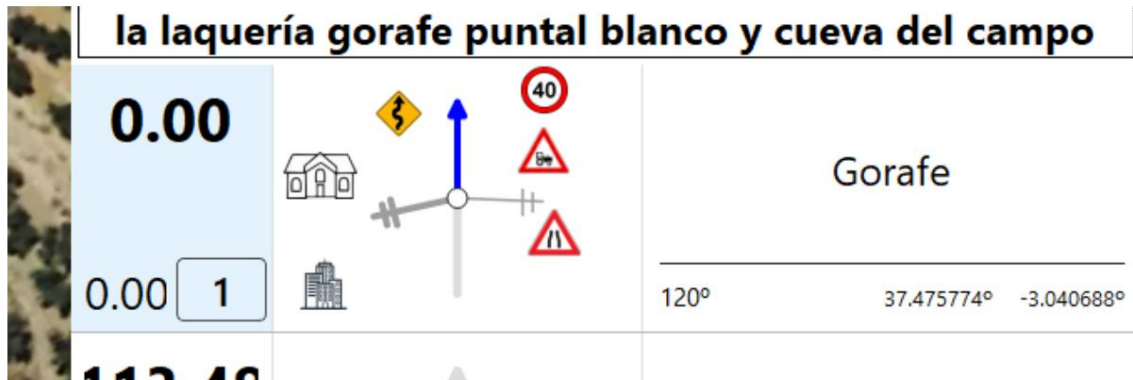 la laquería gorafe puntal blanco y cueva del campo
0.00
40
Gorafe
0.00 1
120º 37.475774º -3.040688º